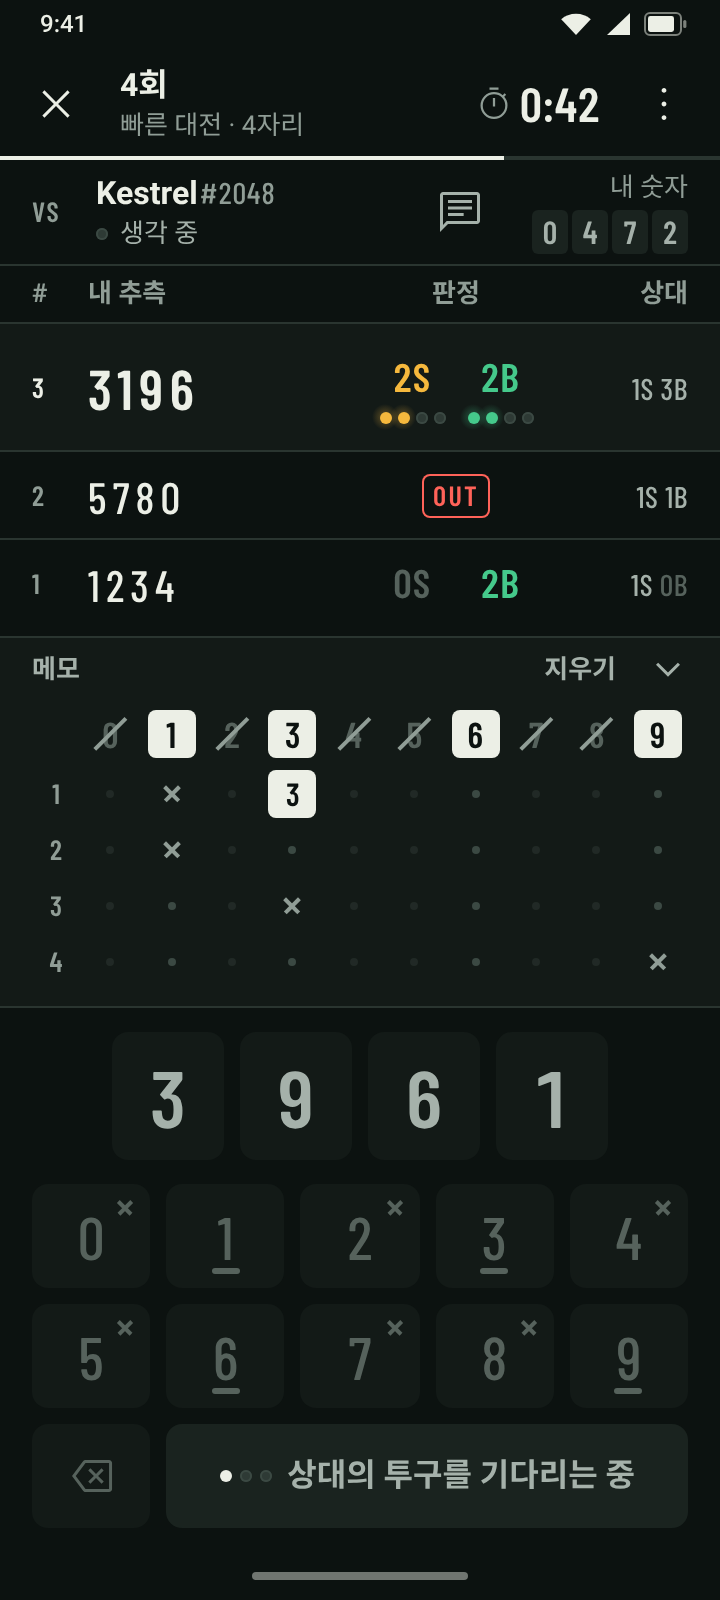 9:41
4회
빠른 대전 · 4자리
0:42
VS
Kestrel#2048
생각 중
내 숫자
0 4 7 2
# 내 추측 판정 상대
3 3196 2S 2B 1S 3B
2 5780 OUT 1S 1B
1 1234 0S 2B 1S 0B
메모 지우기
0 1 2 3 4 5 6 7 8 9
1 × 3
2 ×
3 ×
4 ×
3 9 6 1
0 × 1 2 × 3 4 ×
5 × 6 7 × 8 × 9
상대의 투구를 기다리는 중